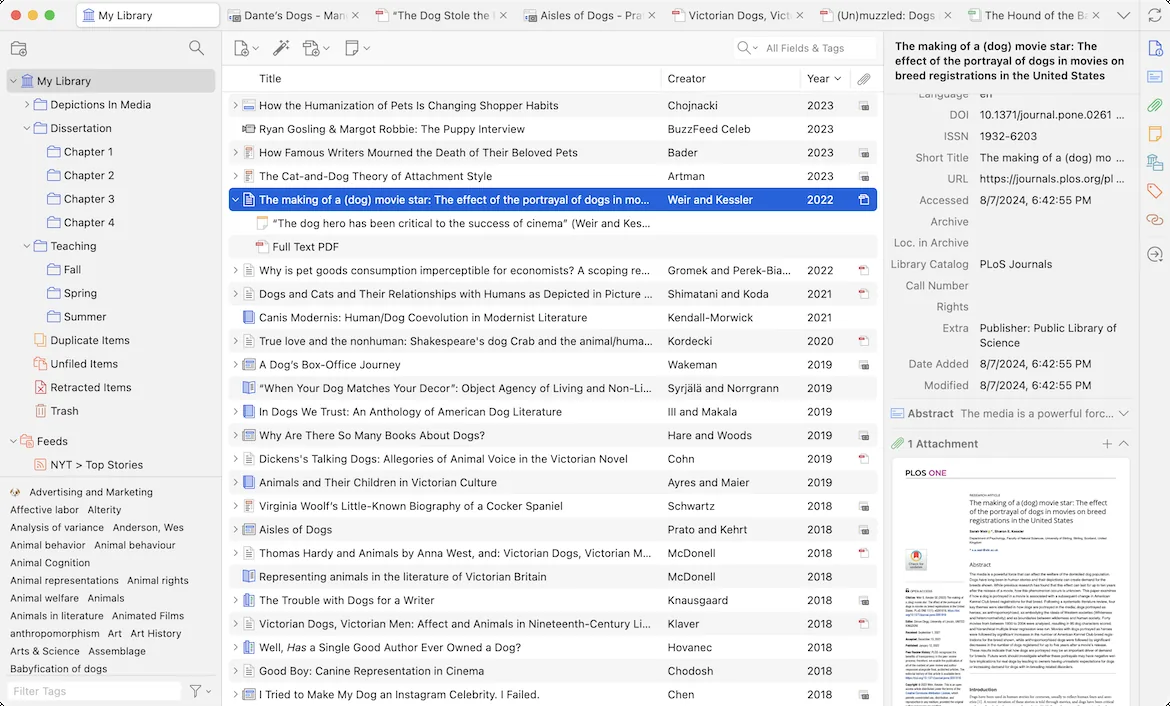 My Library
Dante's Dogs - Man
“The Dog Stole the
Aisles of Dogs - Pra
Victorian Dogs, Vict
(Un)muzzled: Dogs
The Hound of the Ba
All Fields & Tags
My Library
Depictions In Media
Dissertation
Chapter 1
Chapter 2
Chapter 3
Chapter 4
Teaching
Fall
Spring
Summer
Duplicate Items
Unfiled Items
Retracted Items
Trash
Feeds
NYT > Top Stories
Advertising and Marketing
Affective labor Alterity
Analysis of variance Anderson, Wes
Animal behavior Animal behaviour
Animal Cognition
Animal representations Animal rights
Animal welfare Animals
Animals in literature Animated Films
anthropomorphism Art Art History
Arts & Science Assemblage
Babyfication of dogs
Filter Tags
Title Creator Year
How the Humanization of Pets Is Changing Shopper Habits Chojnacki 2023
Ryan Gosling & Margot Robbie: The Puppy Interview BuzzFeed Celeb 2023
How Famous Writers Mourned the Death of Their Beloved Pets Bader 2023
The Cat-and-Dog Theory of Attachment Style Artman 2023
The making of a (dog) movie star: The effect of the portrayal of dogs in mo... Weir and Kessler 2022
“The dog hero has been critical to the success of cinema” (Weir and Kes...
Full Text PDF
Why is pet goods consumption imperceptible for economists? A scoping re... Gromek and Perek-Bia... 2022
Dogs and Cats and Their Relationships with Humans as Depicted in Picture ... Shimatani and Koda 2021
Canis Modernis: Human/Dog Coevolution in Modernist Literature Kendall-Morwick 2021
True love and the nonhuman: Shakespeare's dog Crab and the animal/huma... Kordecki 2020
A Dog's Box-Office Journey Wakeman 2019
“When Your Dog Matches Your Decor”: Object Agency of Living and Non-Li... Syrjälä and Norrgrann 2019
In Dogs We Trust: An Anthology of American Dog Literature Ill and Makala 2019
Why Are There So Many Books About Dogs? Hare and Woods 2019
Dickens's Talking Dogs: Allegories of Animal Voice in the Victorian Novel Cohn 2019
Animals and Their Children in Victorian Culture Ayres and Maier 2019
Virginia Woolf's Little-Known Biography of a Cocker Spaniel Schwartz 2018
Aisles of Dogs Prato and Kehrt 2018
Thomas Hardy and Animals by Anna West, and: Victorian Dogs, Victorian M... McDonell 2018
Representing animals in the literature of Victorian Britain McDonell 2018
The Trouble with Dogs for a Writer Knausgaard 2018
Victorian Dogs, Victorian Men: Affect and Animals in Nineteenth-Century Li... Klaver 2018
Well, Has a Single Good Author Ever Owned a Dog? Hovanec 2018
Good Boy: Canine Representation in Cinema Chodosh 2018
I Tried to Make My Dog an Instagram Celebrity. I Failed. Chen 2018
The making of a (dog) movie star: The
effect of the portrayal of dogs in movies on
breed registrations in the United States
Language en
DOI 10.1371/journal.pone.0261 ...
ISSN 1932-6203
Short Title The making of a (dog) mo ...
URL https://journals.plos.org/pl ...
Accessed 8/7/2024, 6:42:55 PM
Archive
Loc. in Archive
Library Catalog PLoS Journals
Call Number
Rights
Extra Publisher: Public Library of
Science
Date Added 8/7/2024, 6:42:55 PM
Modified 8/7/2024, 6:42:55 PM
Abstract The media is a powerful forc...
1 Attachment
PLOS ONE
RESEARCH ARTICLE
The making of a (dog) movie star: The effect
of the portrayal of dogs in movies on breed
registrations in the United States
Abstract
Introduction